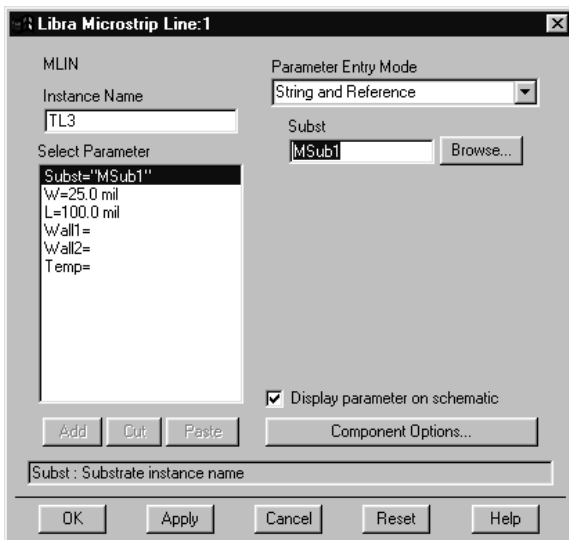 Libra Microstrip Line:1
MLIN
Instance Name
TL3
Select Parameter
Subst="MSub1"
W=25.0 mil
L=100.0 mil
Wall1=
Wall2=
Temp=
Add Cut Paste
Parameter Entry Mode
String and Reference
Subst
MSub1 Browse...
Display parameter on schematic
Component Options...
Subst : Substrate instance name
OK Apply Cancel Reset Help